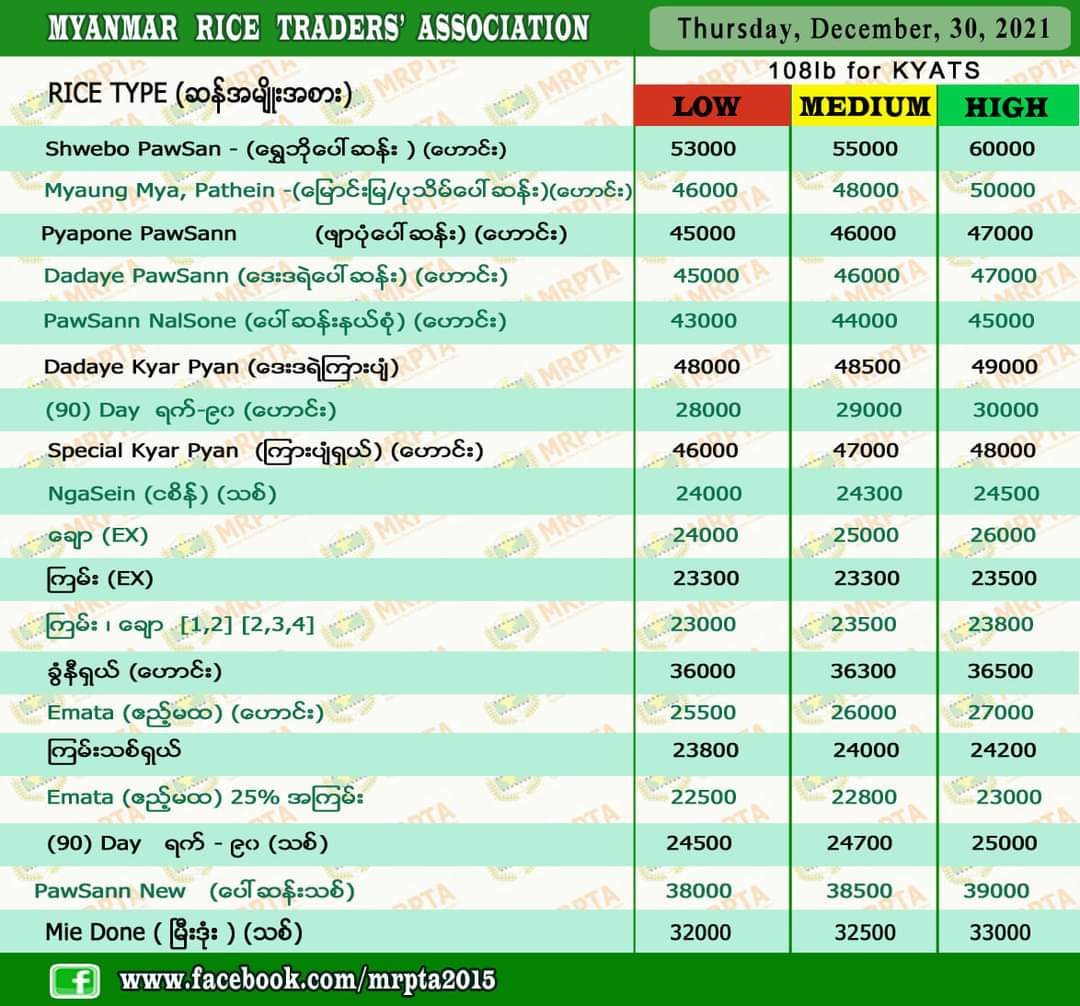 MYANMAR RICE TRADERS' ASSOCIATION Thursday, December, 30, 2021
RICE TYPE (ဆန်အမျိုးအစား) 108lb for KYATS
LOW MEDIUM HIGH
Shwebo PawSan - (ရွှေဘိုပေါ်ဆန်း ) (ဟောင်း) 53000 55000 60000
Myaung Mya, Pathein -(မြောင်းမြ/ပုသိမ်ပေါ်ဆန်း)(ဟောင်း) 46000 48000 50000
Pyapone PawSann (ဖျာပုံပေါ်ဆန်း) (ဟောင်း) 45000 46000 47000
Dadaye PawSann (ဒေးဒရဲပေါ်ဆန်း) (ဟောင်း) 45000 46000 47000
PawSann NalSone (ပေါ်ဆန်းနယ်စုံ) (ဟောင်း) 43000 44000 45000
Dadaye Kyar Pyan (ဒေးဒရဲကြားပျံ) 48000 48500 49000
(90) Day ရက်-၉၀ (ဟောင်း) 28000 29000 30000
Special Kyar Pyan (ကြားပျံရှယ်) (ဟောင်း) 46000 47000 48000
NgaSein (ငစိန်) (သစ်) 24000 24300 24500
ချော (EX) 24000 25000 26000
ကြမ်း (EX) 23300 23300 23500
ကြမ်း ၊ ချော [1,2] [2,3,4] 23000 23500 23800
ခွံနီရှယ် (ဟောင်း) 36000 36300 36500
Emata (ဧည့်မထ) (ဟောင်း) 25500 26000 27000
ကြမ်းသစ်ရှယ် 23800 24000 24200
Emata (ဧည့်မထ) 25% အကြမ်း 22500 22800 23000
(90) Day ရက် - ၉၀ (သစ်) 24500 24700 25000
PawSann New (ပေါ်ဆန်းသစ်) 38000 38500 39000
Mie Done ( မြီးဒုံး ) (သစ်) 32000 32500 33000
www.facebook.com/mrpta2015